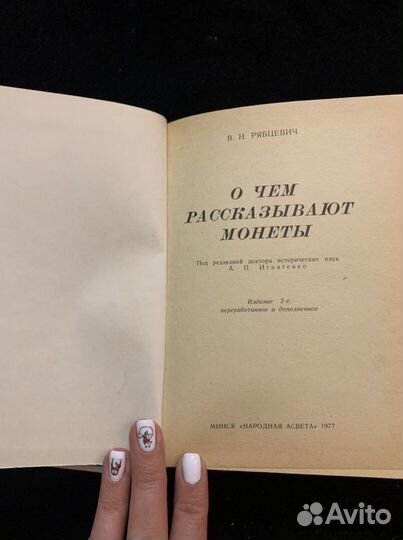 В. Н. РЯБЦЕВИЧ
О ЧЕМ
РАССКАЗЫВАЮТ
МОНЕТЫ
Под редакцией доктора исторических наук
А. П. Игнатенко
Издание 2-е,
переработанное и дополненное
МИНСК «НАРОДНАЯ АСВЕТА» 1977
Avito